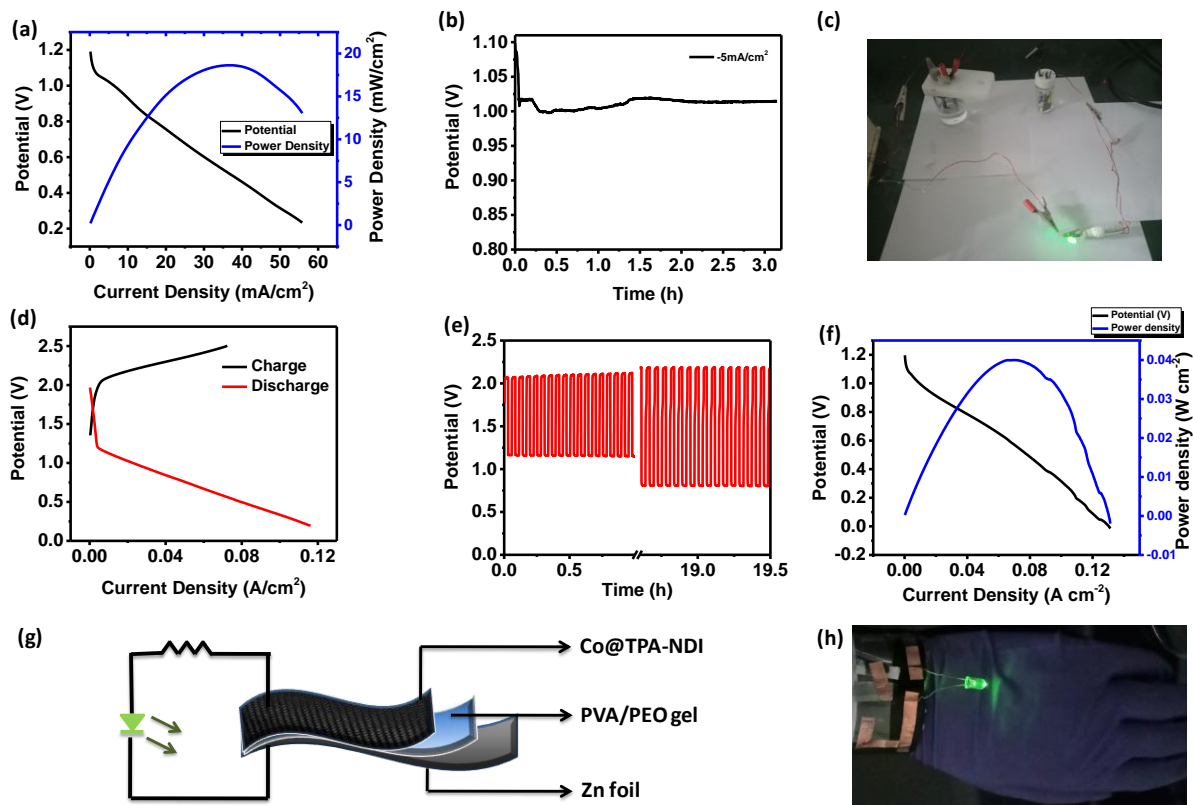 (a)
1.2
1.0
0.8
0.6
0.4
0.2
Potential (V)
20
15
10
5
0
Power Density (mW/cm²)
Potential
Power Density
0 10 20 30 40 50 60
Current Density (mA/cm²)
(b)
1.10
1.05
1.00
0.95
0.90
0.85
0.80
Potential (V)
-5mA/cm²
0.0 0.5 1.0 1.5 2.0 2.5 3.0
Time (h)
(c)
(d)
2.5
2.0
1.5
1.0
0.5
0.0
Potential (V)
Charge
Discharge
0.00 0.04 0.08 0.12
Current Density (A/cm²)
(e)
2.5
2.0
1.5
1.0
0.5
0.0
Potential (V)
0.0 0.5 19.0 19.5
Time (h)
(f)
Potential (V)
Power density
1.2
1.0
0.8
0.6
0.4
0.2
0.0
-0.2
Potential (V)
0.04
0.03
0.02
0.01
0.00
-0.01
Power density (W cm⁻²)
0.00 0.04 0.08 0.12
Current Density (A cm⁻²)
(g)
Co@TPA-NDI
PVA/PEO gel
Zn foil
(h)